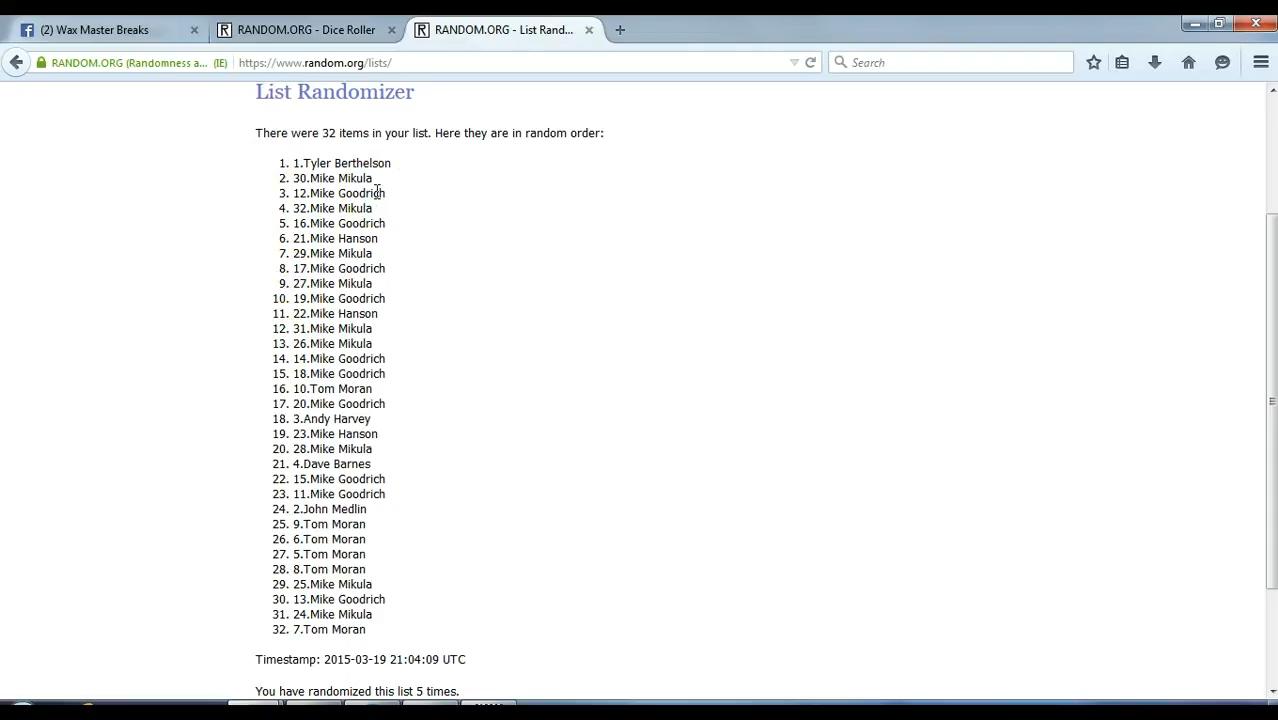 (2) Wax Master Breaks
RANDOM.ORG - Dice Roller
RANDOM.ORG - List Rand...
RANDOM.ORG (Randomness a... (IE)
https://www.random.org/lists/
Search
List Randomizer
There were 32 items in your list. Here they are in random order:
1. 1.Tyler Berthelson
2. 30.Mike Mikula
3. 12.Mike Goodrich
4. 32.Mike Mikula
5. 16.Mike Goodrich
6. 21.Mike Hanson
7. 29.Mike Mikula
8. 17.Mike Goodrich
9. 27.Mike Mikula
10. 19.Mike Goodrich
11. 22.Mike Hanson
12. 31.Mike Mikula
13. 26.Mike Mikula
14. 14.Mike Goodrich
15. 18.Mike Goodrich
16. 10.Tom Moran
17. 20.Mike Goodrich
18. 3.Andy Harvey
19. 23.Mike Hanson
20. 28.Mike Mikula
21. 4.Dave Barnes
22. 15.Mike Goodrich
23. 11.Mike Goodrich
24. 2.John Medlin
25. 9.Tom Moran
26. 6.Tom Moran
27. 5.Tom Moran
28. 8.Tom Moran
29. 25.Mike Mikula
30. 13.Mike Goodrich
31. 24.Mike Mikula
32. 7.Tom Moran
Timestamp: 2015-03-19 21:04:09 UTC
You have randomized this list 5 times.